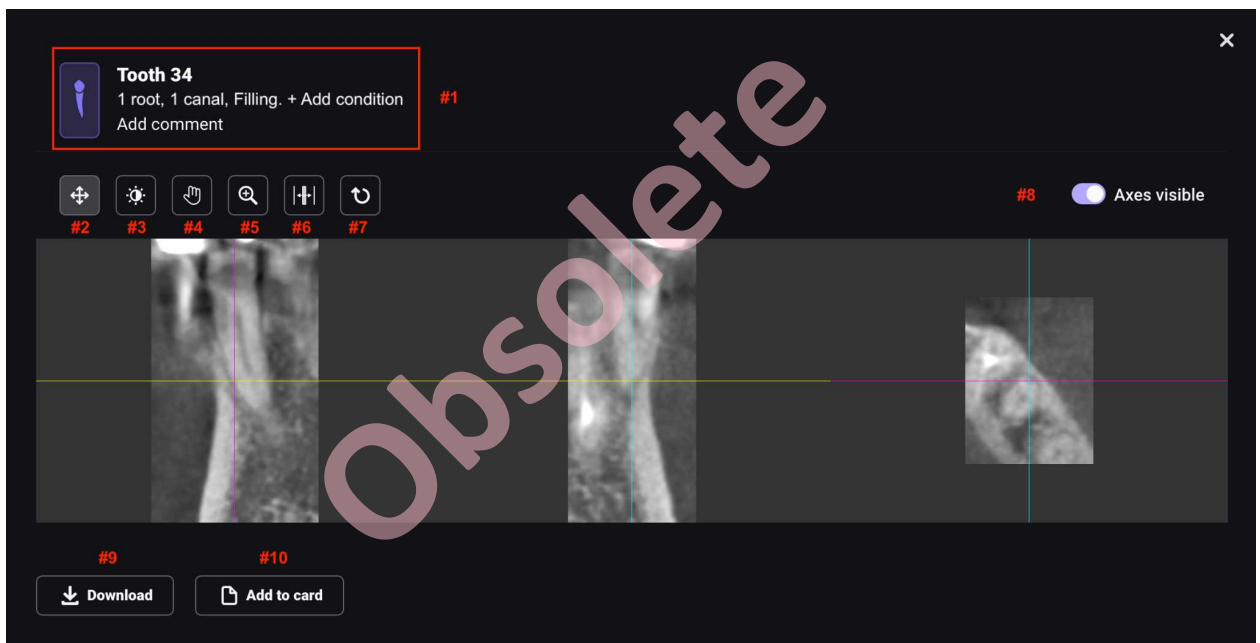 ×
Tooth 34
1 root, 1 canal, Filling. + Add condition
Add comment
#1
#2 #3 #4 #5 #6 #7
#8 Axes visible
Obsolete
#9 #10
Download Add to card